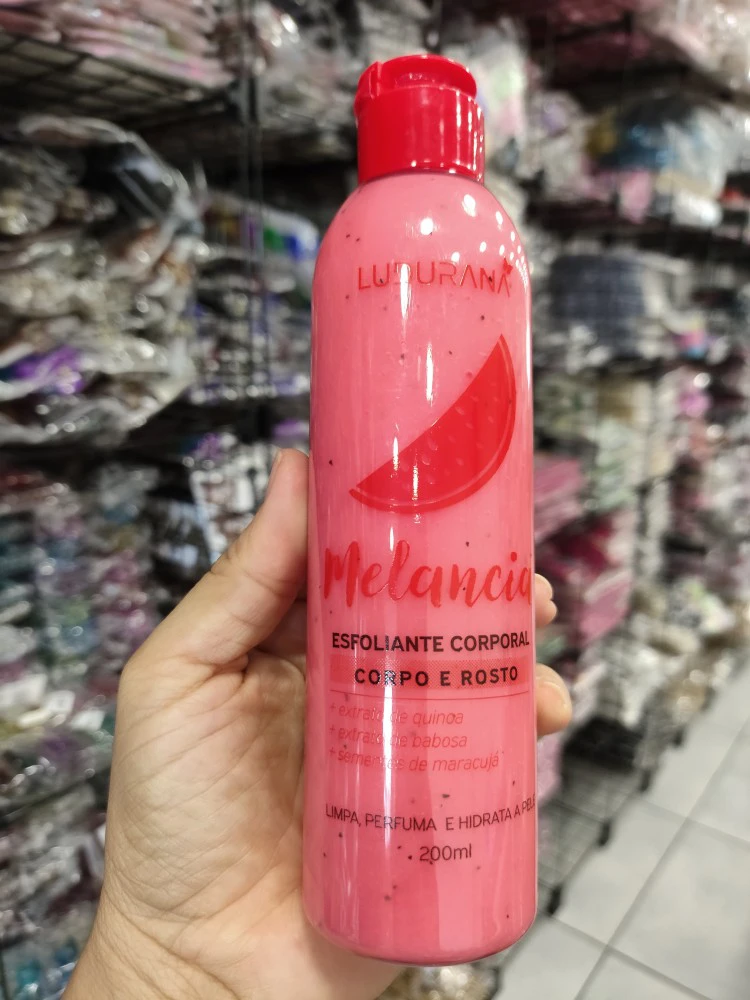 LUDURANA
Melancia
ESFOLIANTE CORPORAL
CORPO E ROSTO
+ extrato de quinoa
+ extrato de babosa
+ sementes de maracujá
LIMPA, PERFUMA E HIDRATA A PELE
200ml